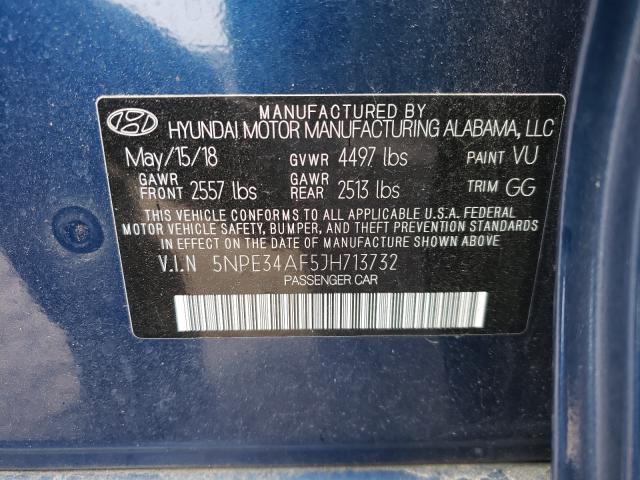 MANUFACTURED BY
HYUNDAI MOTOR MANUFACTURING ALABAMA, LLC
May/15/18 GVWR 4497 lbs PAINT VU
GAWR FRONT 2557 lbs GAWR REAR 2513 lbs TRIM GG
THIS VEHICLE CONFORMS TO ALL APPLICABLE U.S.A. FEDERAL
MOTOR VEHICLE SAFETY, BUMPER, AND THEFT PREVENTION STANDARDS
IN EFFECT ON THE DATE OF MANUFACTURE SHOWN ABOVE.
V.I.N 5NPE34AF5JH713732
PASSENGER CAR